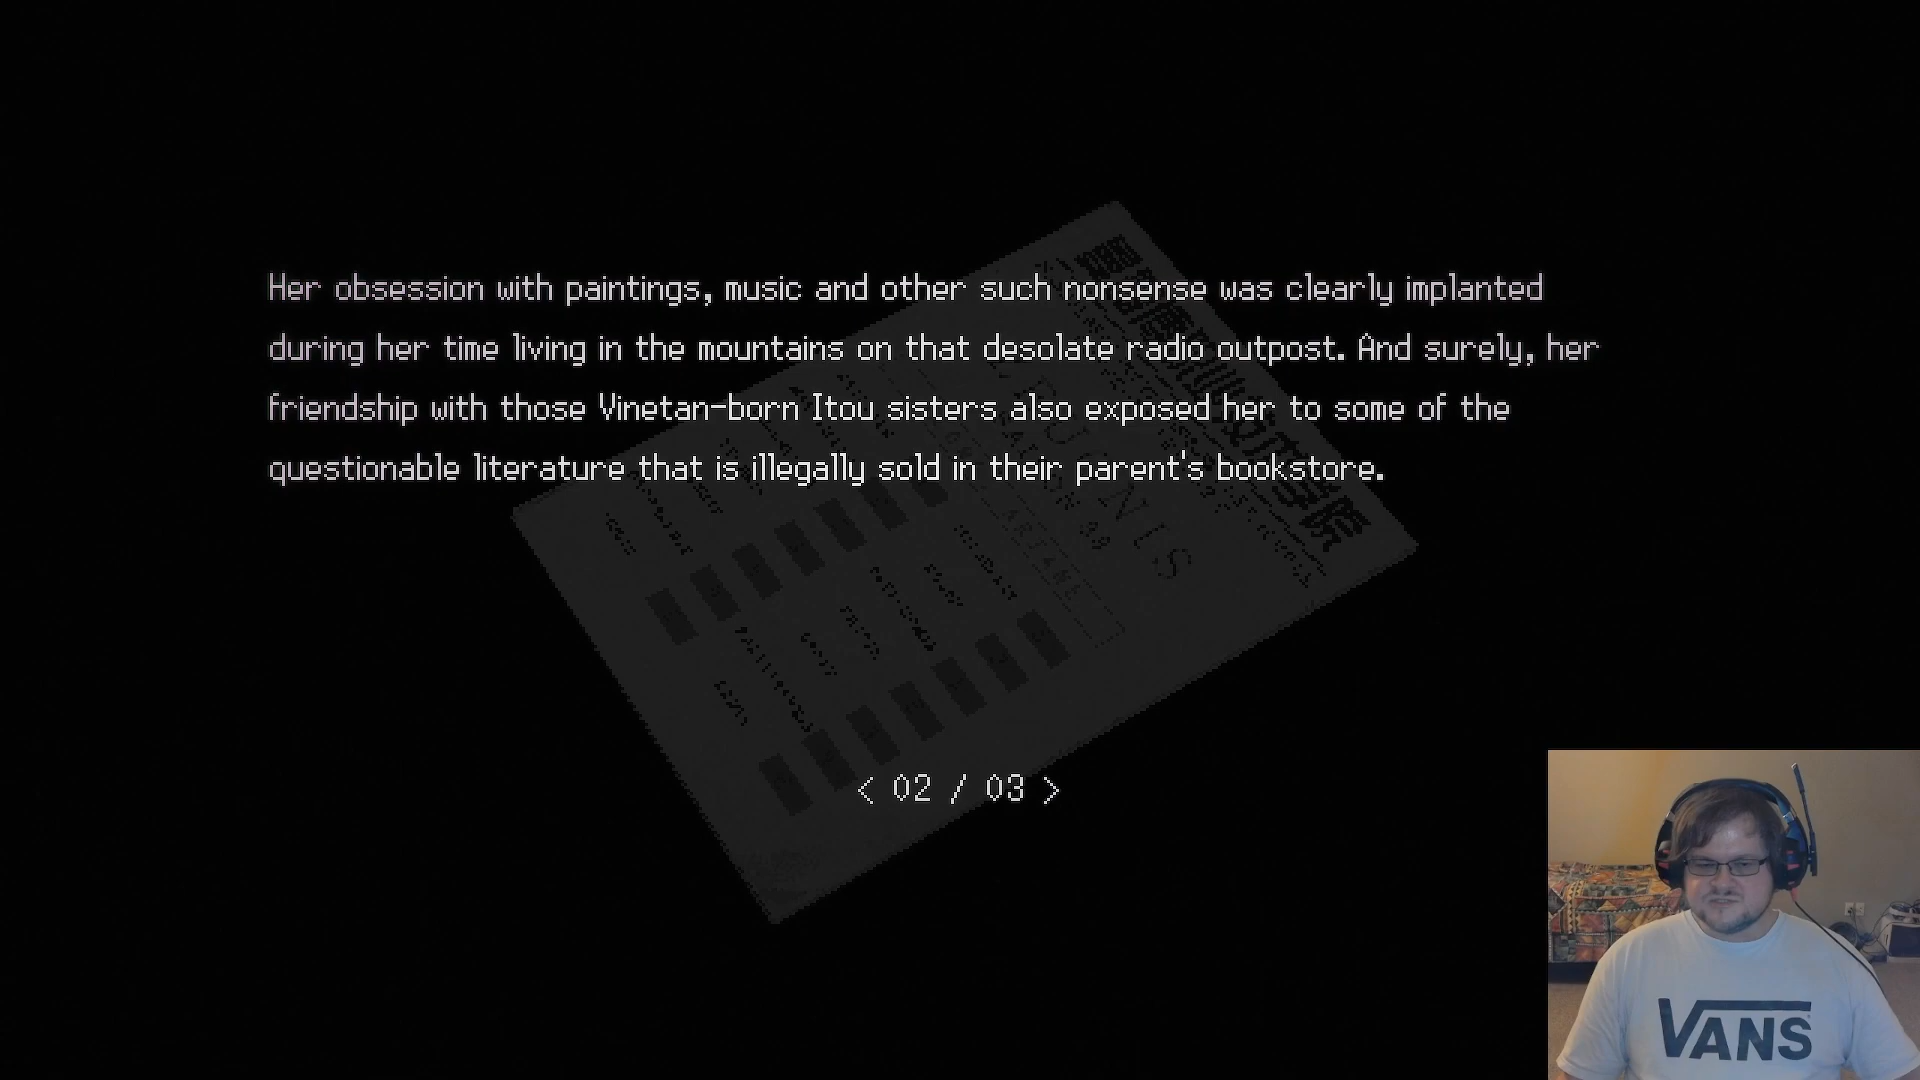 Her obsession with paintings, music and other such nonsense was clearly implanted
during her time living in the mountains on that desolate radio outpost. And surely, her
friendship with those Vinetan-born Itou sisters also exposed her to some of the
questionable literature that is illegally sold in their parent's bookstore.
ARIANE
< 02 / 03 >
VANS